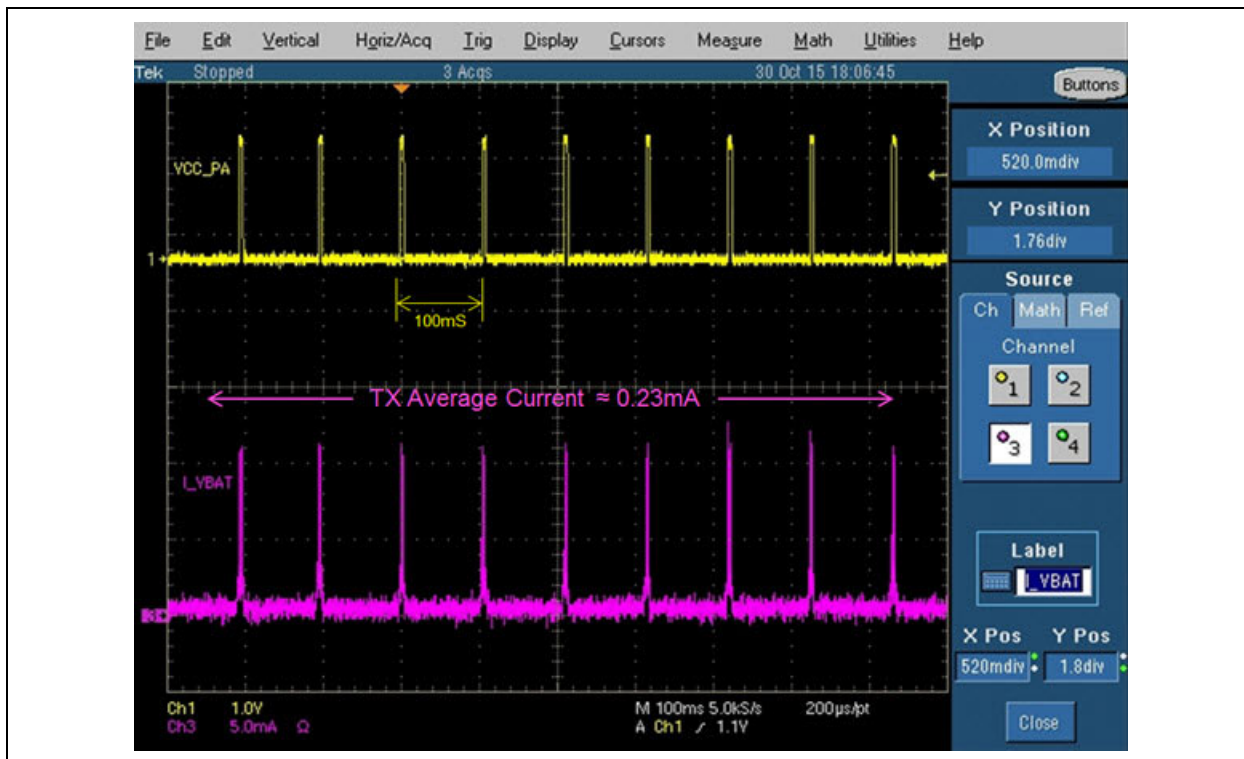 File Edit Vertical Horiz/Acq Trig Display Cursors Measure Math Utilities Help
Tek Stopped 3 Acqs 30 Oct 15 18:06:45
Buttons
X Position
520.0mdiv
Y Position
1.76div
Source
Ch Math Ref
Channel
1 2
3 4
Label
I_VBAT
X Pos Y Pos
520mdiv 1.8div
Close
VCC_PA
1
100mS
TX Average Current ≈ 0.23mA
I_VBAT
3
Ch1 1.0V M 100ms 5.0kS/s 200µs/pt
Ch3 5.0mA Ω A Ch1 ∕ 1.1V